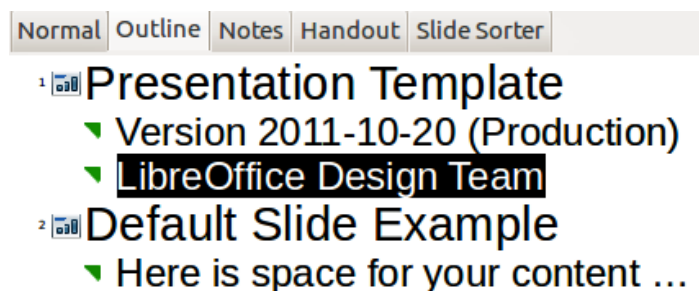 Normal Outline Notes Handout Slide Sorter
1 Presentation Template
Version 2011-10-20 (Production)
LibreOffice Design Team
2 Default Slide Example
Here is space for your content ...